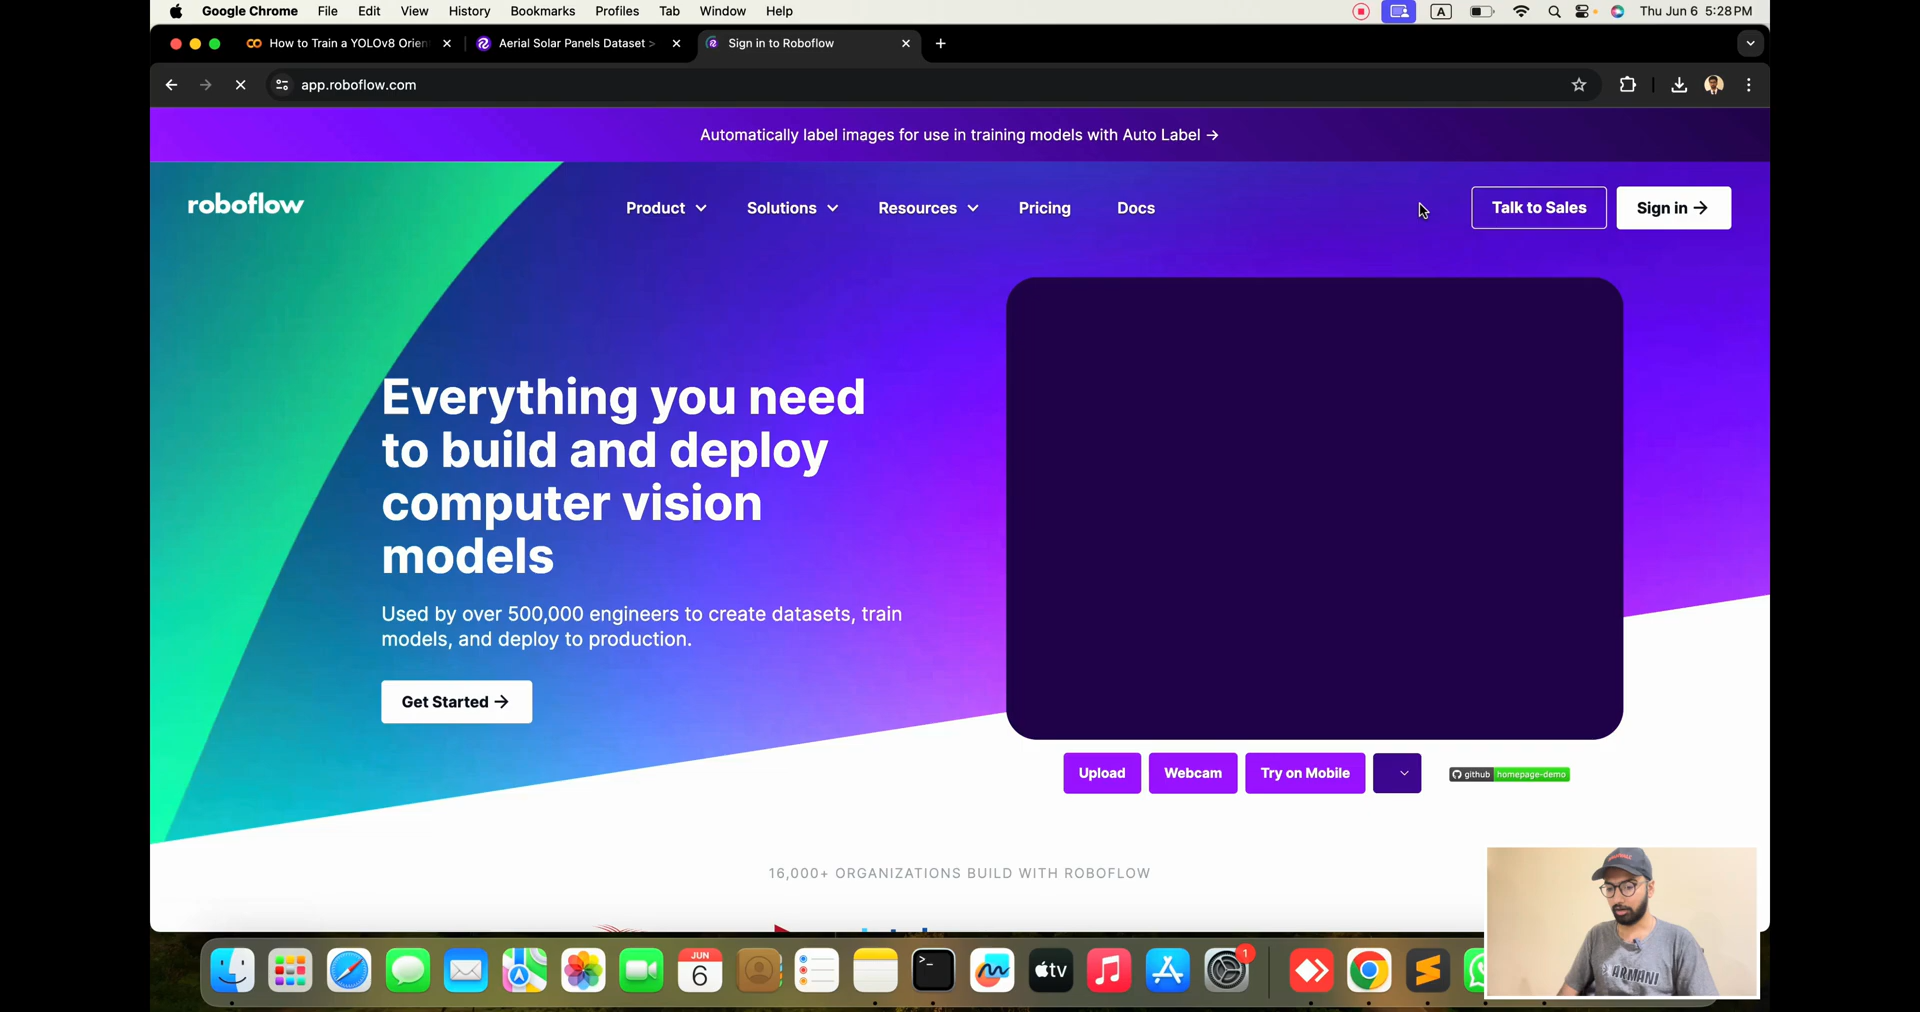 Google Chrome File Edit View History Bookmarks Profiles Tab Window Help A Thu Jun 6 5:28 PM
How to Train a YOLOv8 Orien Aerial Solar Panels Dataset > Sign in to Roboflow
app.roboflow.com
Automatically label images for use in training models with Auto Label →
roboflow Product Solutions Resources Pricing Docs Talk to Sales Sign in →
Everything you need
to build and deploy
computer vision
models
Used by over 500,000 engineers to create datasets, train
models, and deploy to production.
Get Started →
Upload Webcam Try on Mobile github homepage-demo
16,000+ ORGANIZATIONS BUILD WITH ROBOFLOW
JUN
6
tv
1
ARMANI